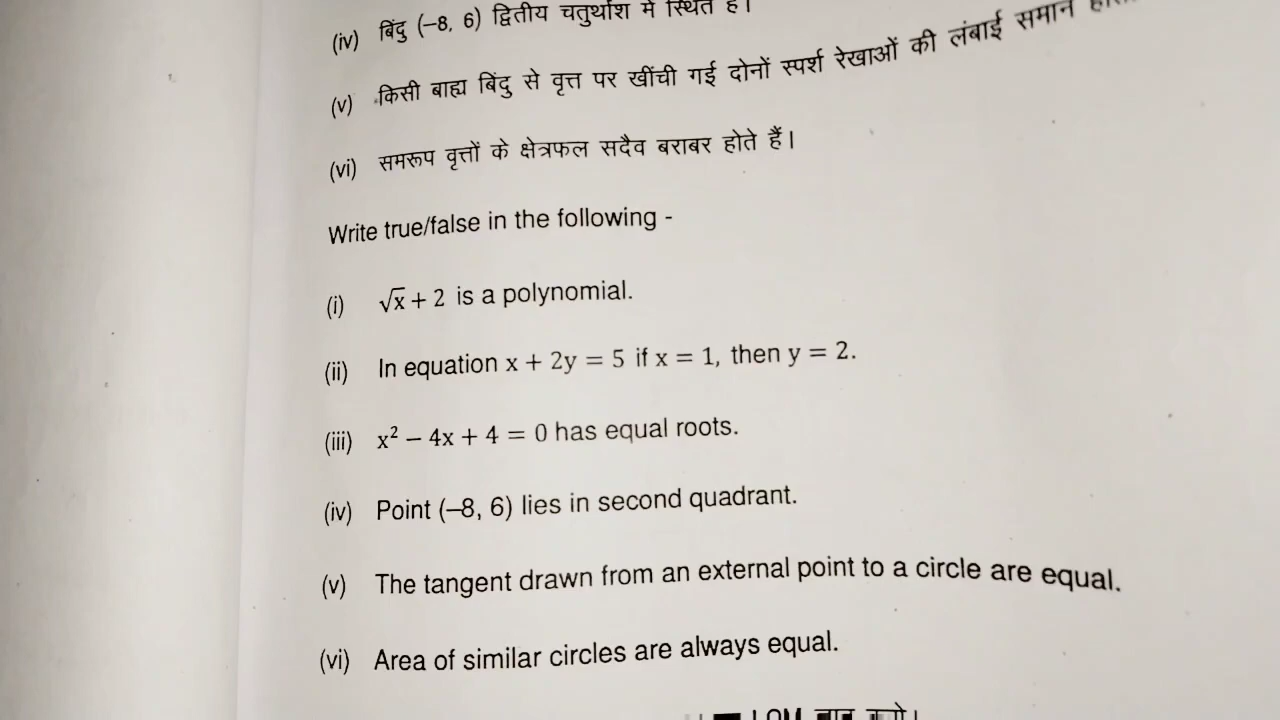 (iv) बिंदु (–8, 6) द्वितीय चतुर्थांश में स्थित है।
(v) किसी बाह्य बिंदु से वृत्त पर खींची गई दोनों स्पर्श रेखाओं की लंबाई समान
(vi) समरूप वृत्तों के क्षेत्रफल सदैव बराबर होते हैं।
Write true/false in the following -
(i) √x + 2 is a polynomial.
(ii) In equation x + 2y = 5 if x = 1, then y = 2.
(iii) x² – 4x + 4 = 0 has equal roots.
(iv) Point (–8, 6) lies in second quadrant.
(v) The tangent drawn from an external point to a circle are equal.
(vi) Area of similar circles are always equal.